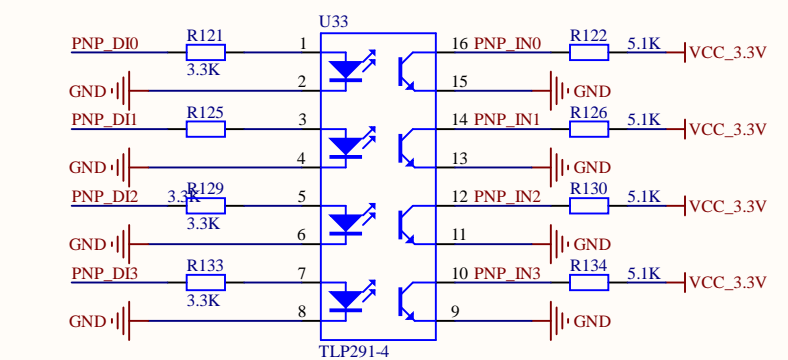 U33
PNP_DI0 R121 1 16 PNP_IN0 R122 5.1K VCC_3.3V
3.3K
GND 2 15 GND
PNP_DI1 R125 3 14 PNP_IN1 R126 5.1K VCC_3.3V
GND 4 13 GND
PNP_DI2 3.3K R129 5 12 PNP_IN2 R130 5.1K VCC_3.3V
3.3K
GND 6 11 GND
PNP_DI3 R133 7 10 PNP_IN3 R134 5.1K VCC_3.3V
3.3K
GND 8 9 GND
TLP291-4